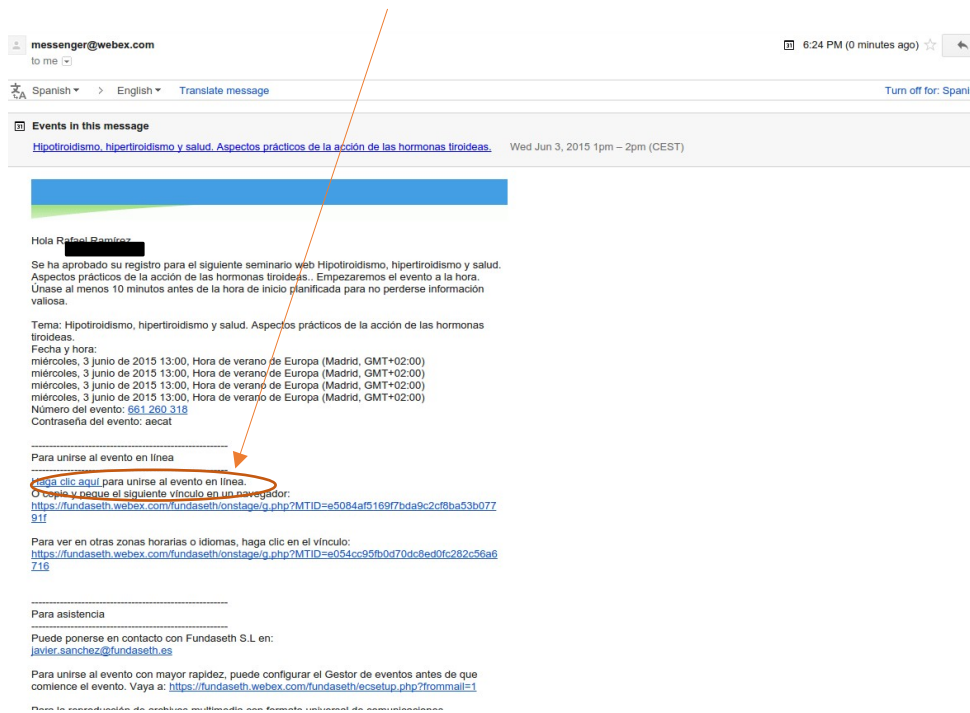 messenger@webex.com
6:24 PM (0 minutes ago)
to me
Spanish > English Translate message
Turn off for: Spani
31 Events in this message
Hipotiroidismo, hipertiroidismo y salud. Aspectos prácticos de la acción de las hormonas tiroideas. Wed Jun 3, 2015 1pm – 2pm (CEST)
Hola Rafael Ramírez
Se ha aprobado su registro para el siguiente seminario web Hipotiroidismo, hipertiroidismo y salud.
Aspectos prácticos de la acción de las hormonas tiroideas.. Empezaremos el evento a la hora.
Únase al menos 10 minutos antes de la hora de inicio planificada para no perderse información
valiosa.
Tema: Hipotiroidismo, hipertiroidismo y salud. Aspectos prácticos de la acción de las hormonas
tiroideas.
Fecha y hora:
miércoles, 3 junio de 2015 13:00, Hora de verano de Europa (Madrid, GMT+02:00)
miércoles, 3 junio de 2015 13:00, Hora de verano de Europa (Madrid, GMT+02:00)
miércoles, 3 junio de 2015 13:00, Hora de verano de Europa (Madrid, GMT+02:00)
miércoles, 3 junio de 2015 13:00, Hora de verano de Europa (Madrid, GMT+02:00)
Número del evento: 661 260 318
Contraseña del evento: aecat
-------------------------------------------------------
Para unirse al evento en línea
-------------------------------------------------------
Haga clic aquí para unirse al evento en línea.
O copie y pegue el siguiente vínculo en un navegador:
https://fundaseth.webex.com/fundaseth/onstage/g.php?MTID=e5084af5169f7bda9c2cf8ba53b077
91f
Para ver en otras zonas horarias o idiomas, haga clic en el vínculo:
https://fundaseth.webex.com/fundaseth/onstage/g.php?MTID=e054cc95fb0d70dc8ed0fc282c56a6
716
-------------------------------------------------------
Para asistencia
-------------------------------------------------------
Puede ponerse en contacto con Fundaseth S.L en:
javier.sanchez@fundaseth.es
Para unirse al evento con mayor rapidez, puede configurar el Gestor de eventos antes de que
comience el evento. Vaya a: https://fundaseth.webex.com/fundaseth/ecsetup.php?frommail=1
Para la reproducción de archivos multimedia con formato universal de comunicaciones